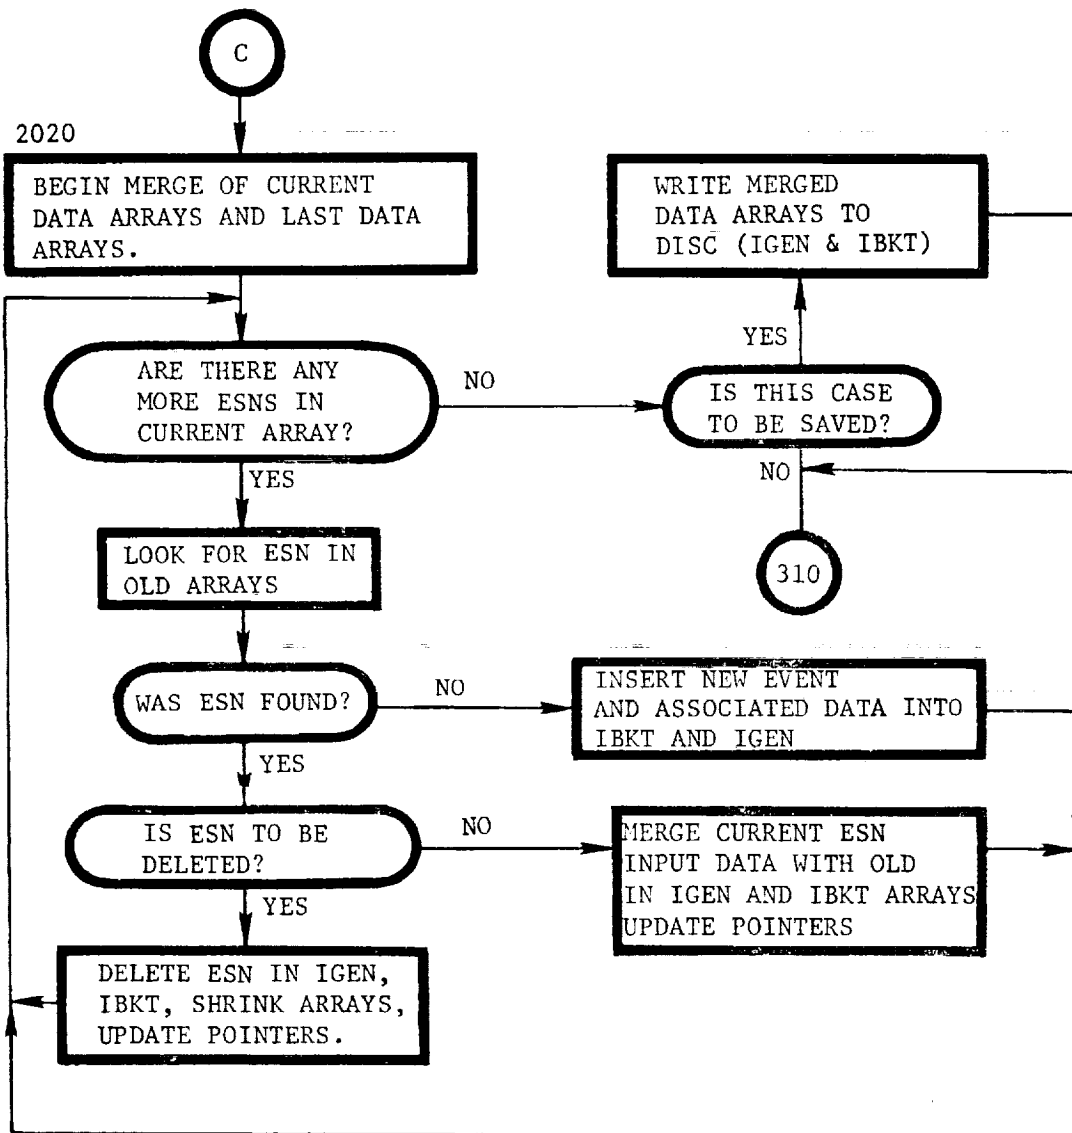 C
2020
BEGIN MERGE OF CURRENT
DATA ARRAYS AND LAST DATA
ARRAYS.
WRITE MERGED
DATA ARRAYS TO
DISC (IGEN & IBKT)
YES
ARE THERE ANY
MORE ESNS IN
CURRENT ARRAY?
NO
IS THIS CASE
TO BE SAVED?
YES
NO
LOOK FOR ESN IN
OLD ARRAYS
310
WAS ESN FOUND?
NO
INSERT NEW EVENT
AND ASSOCIATED DATA INTO
IBKT AND IGEN
YES
IS ESN TO BE
DELETED?
NO
MERGE CURRENT ESN
INPUT DATA WITH OLD
IN IGEN AND IBKT ARRAYS
UPDATE POINTERS
YES
DELETE ESN IN IGEN,
IBKT, SHRINK ARRAYS,
UPDATE POINTERS.